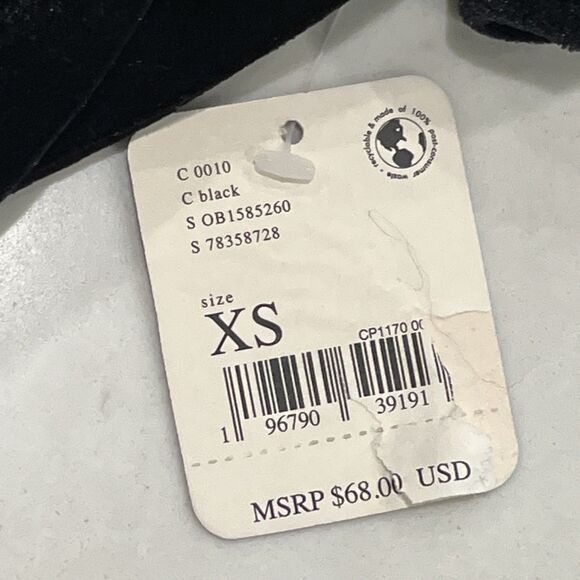 recyclable & made of 100% post-consumer waste
C 0010
C black
S OB1585260
S 78358728
size
XS
CP1170 00
1 96790 39191
MSRP $68.00 USD